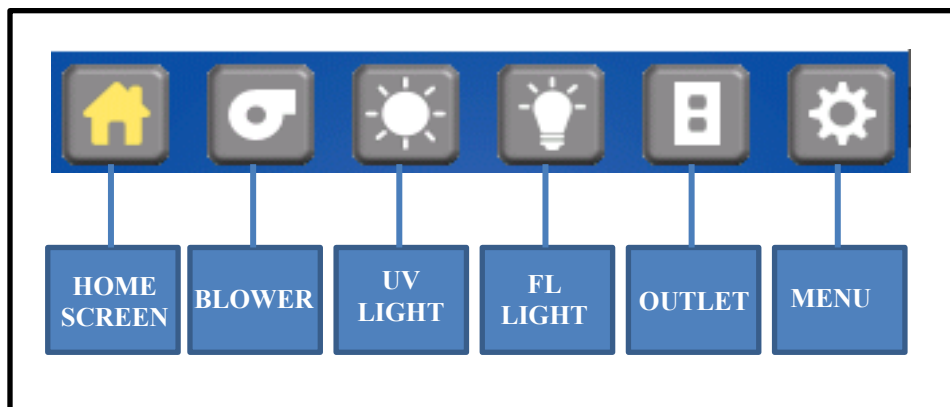 HOME
SCREEN
BLOWER
UV
LIGHT
FL
LIGHT
OUTLET
MENU